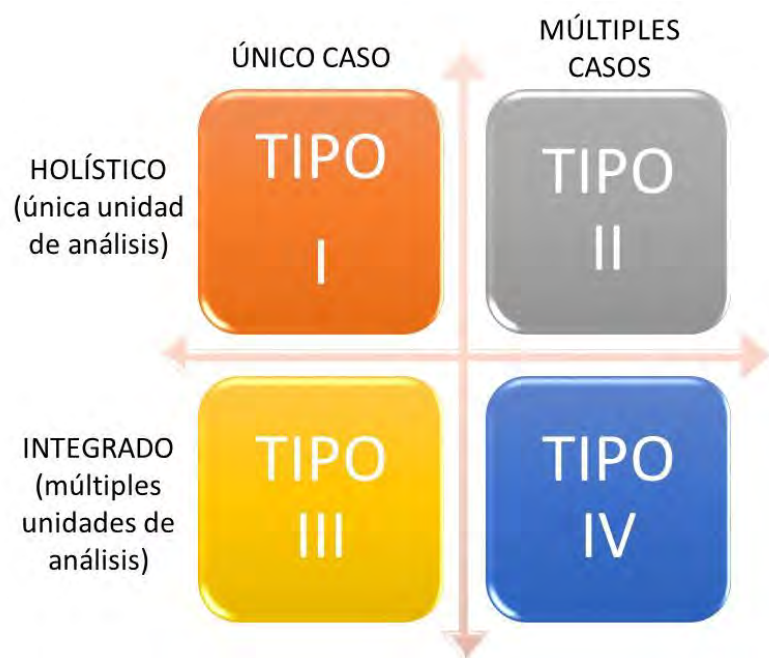 ÚNICO CASO
MÚLTIPLES
CASOS
HOLÍSTICO
(única unidad
de análisis)
TIPO
I
TIPO
II
INTEGRADO
(múltiples
unidades de
análisis)
TIPO
III
TIPO
IV